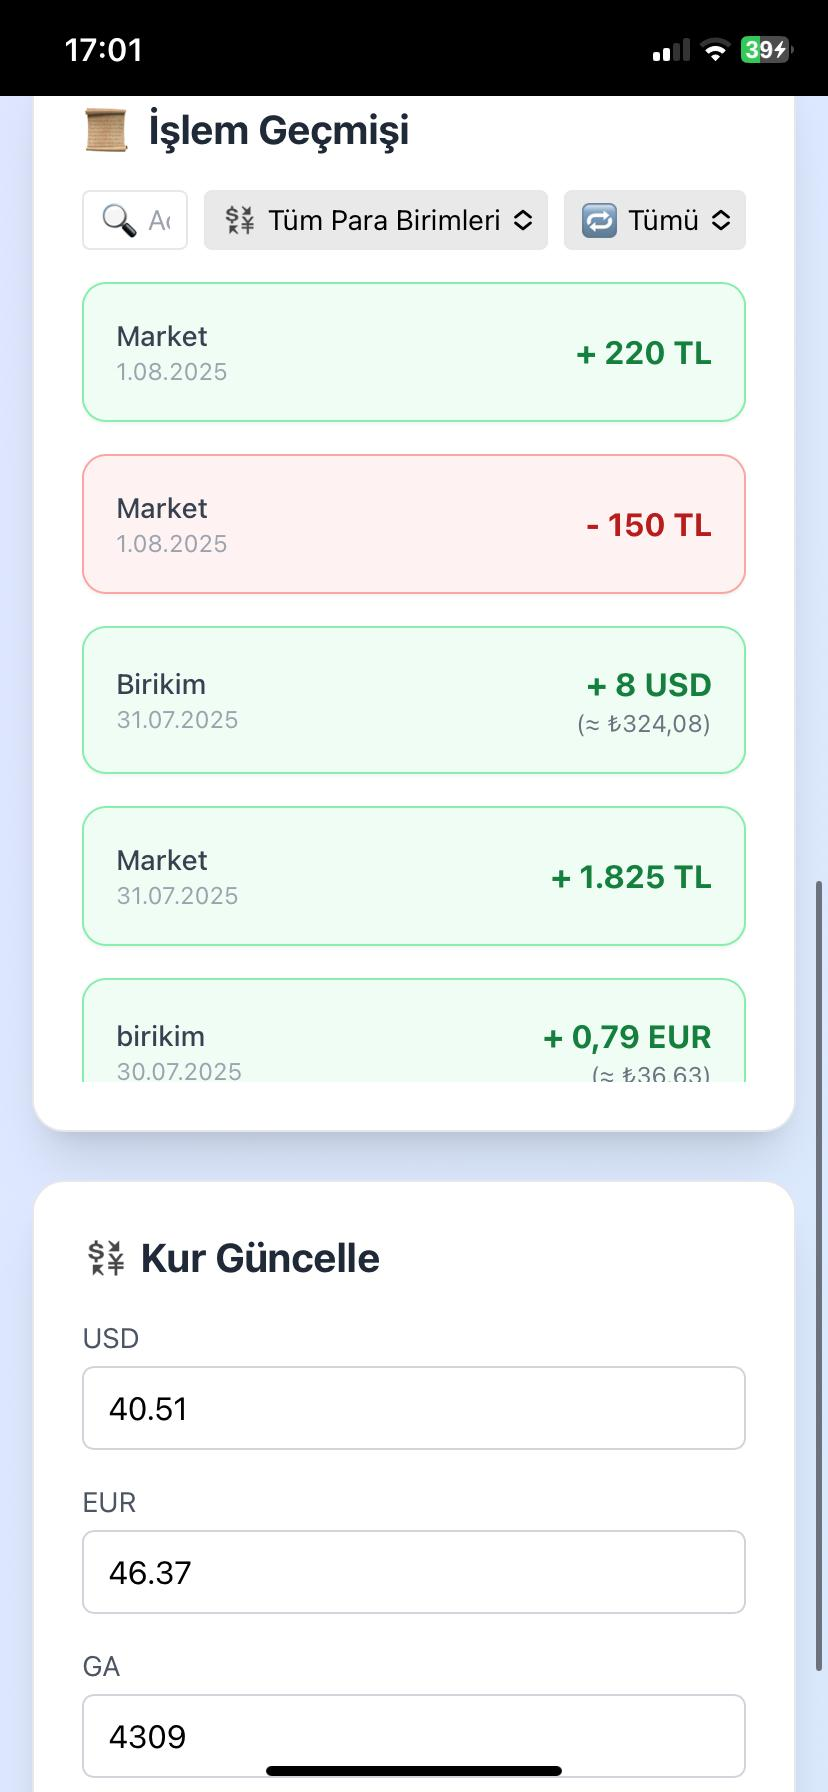 17:01
39
İşlem Geçmişi
Tüm Para Birimleri
Tümü
Market
1.08.2025
+ 220 TL
Market
1.08.2025
- 150 TL
Birikim
31.07.2025
+ 8 USD
(≈ ₺324,08)
Market
31.07.2025
+ 1.825 TL
birikim
30.07.2025
+ 0,79 EUR
(≈ ₺36,63)
Kur Güncelle
USD
40.51
EUR
46.37
GA
4309